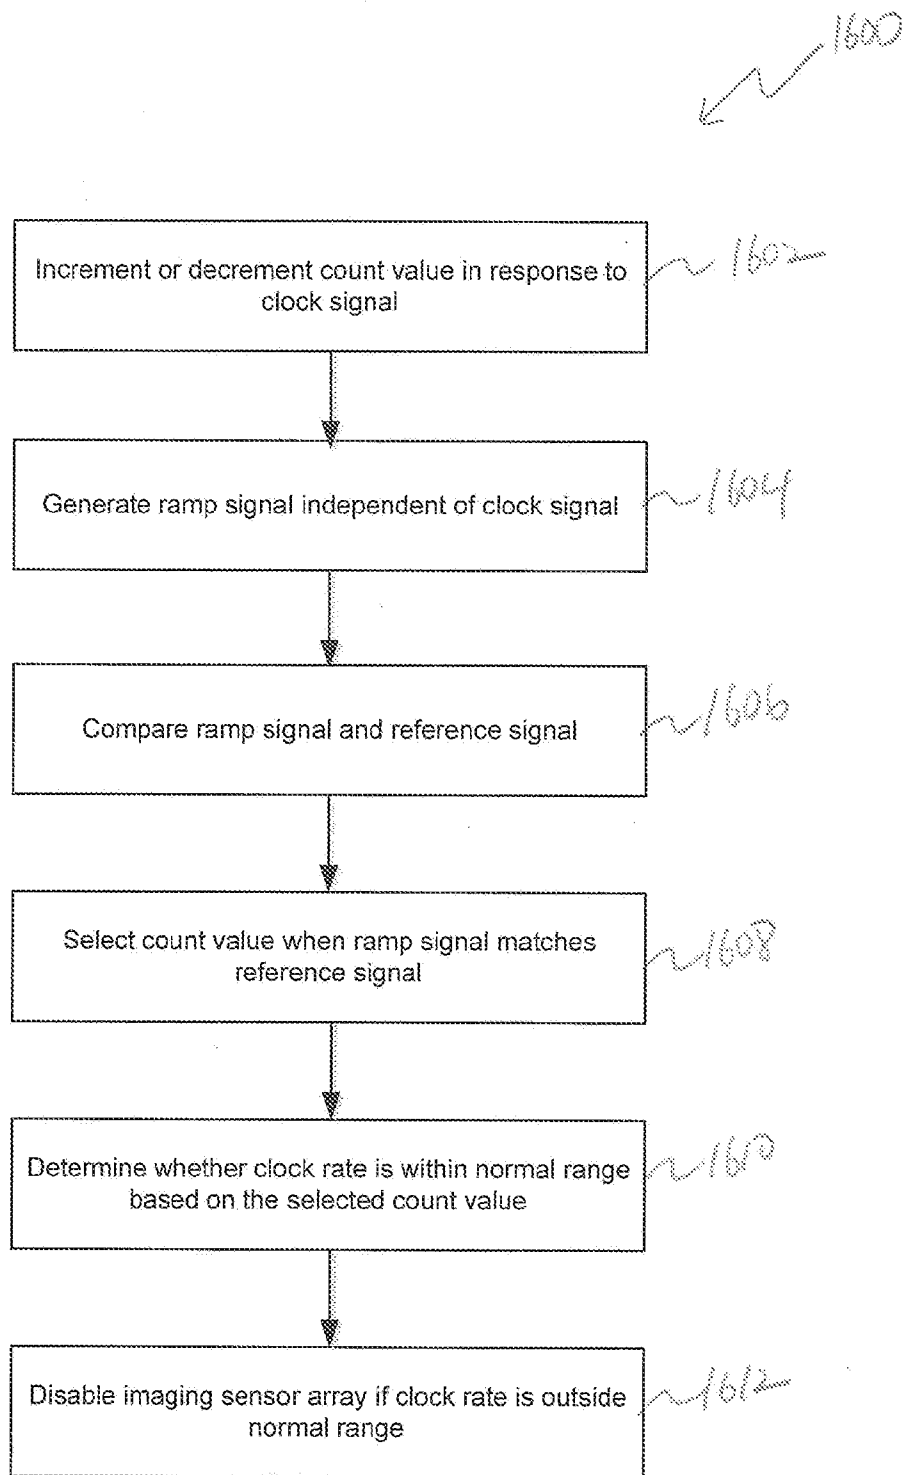 1600
Increment or decrement count value in response to
clock signal
1602
Generate ramp signal independent of clock signal
1604
Compare ramp signal and reference signal
1606
Select count value when ramp signal matches
reference signal
1608
Determine whether clock rate is within normal range
based on the selected count value
1610
Disable imaging sensor array if clock rate is outside
normal range
1612